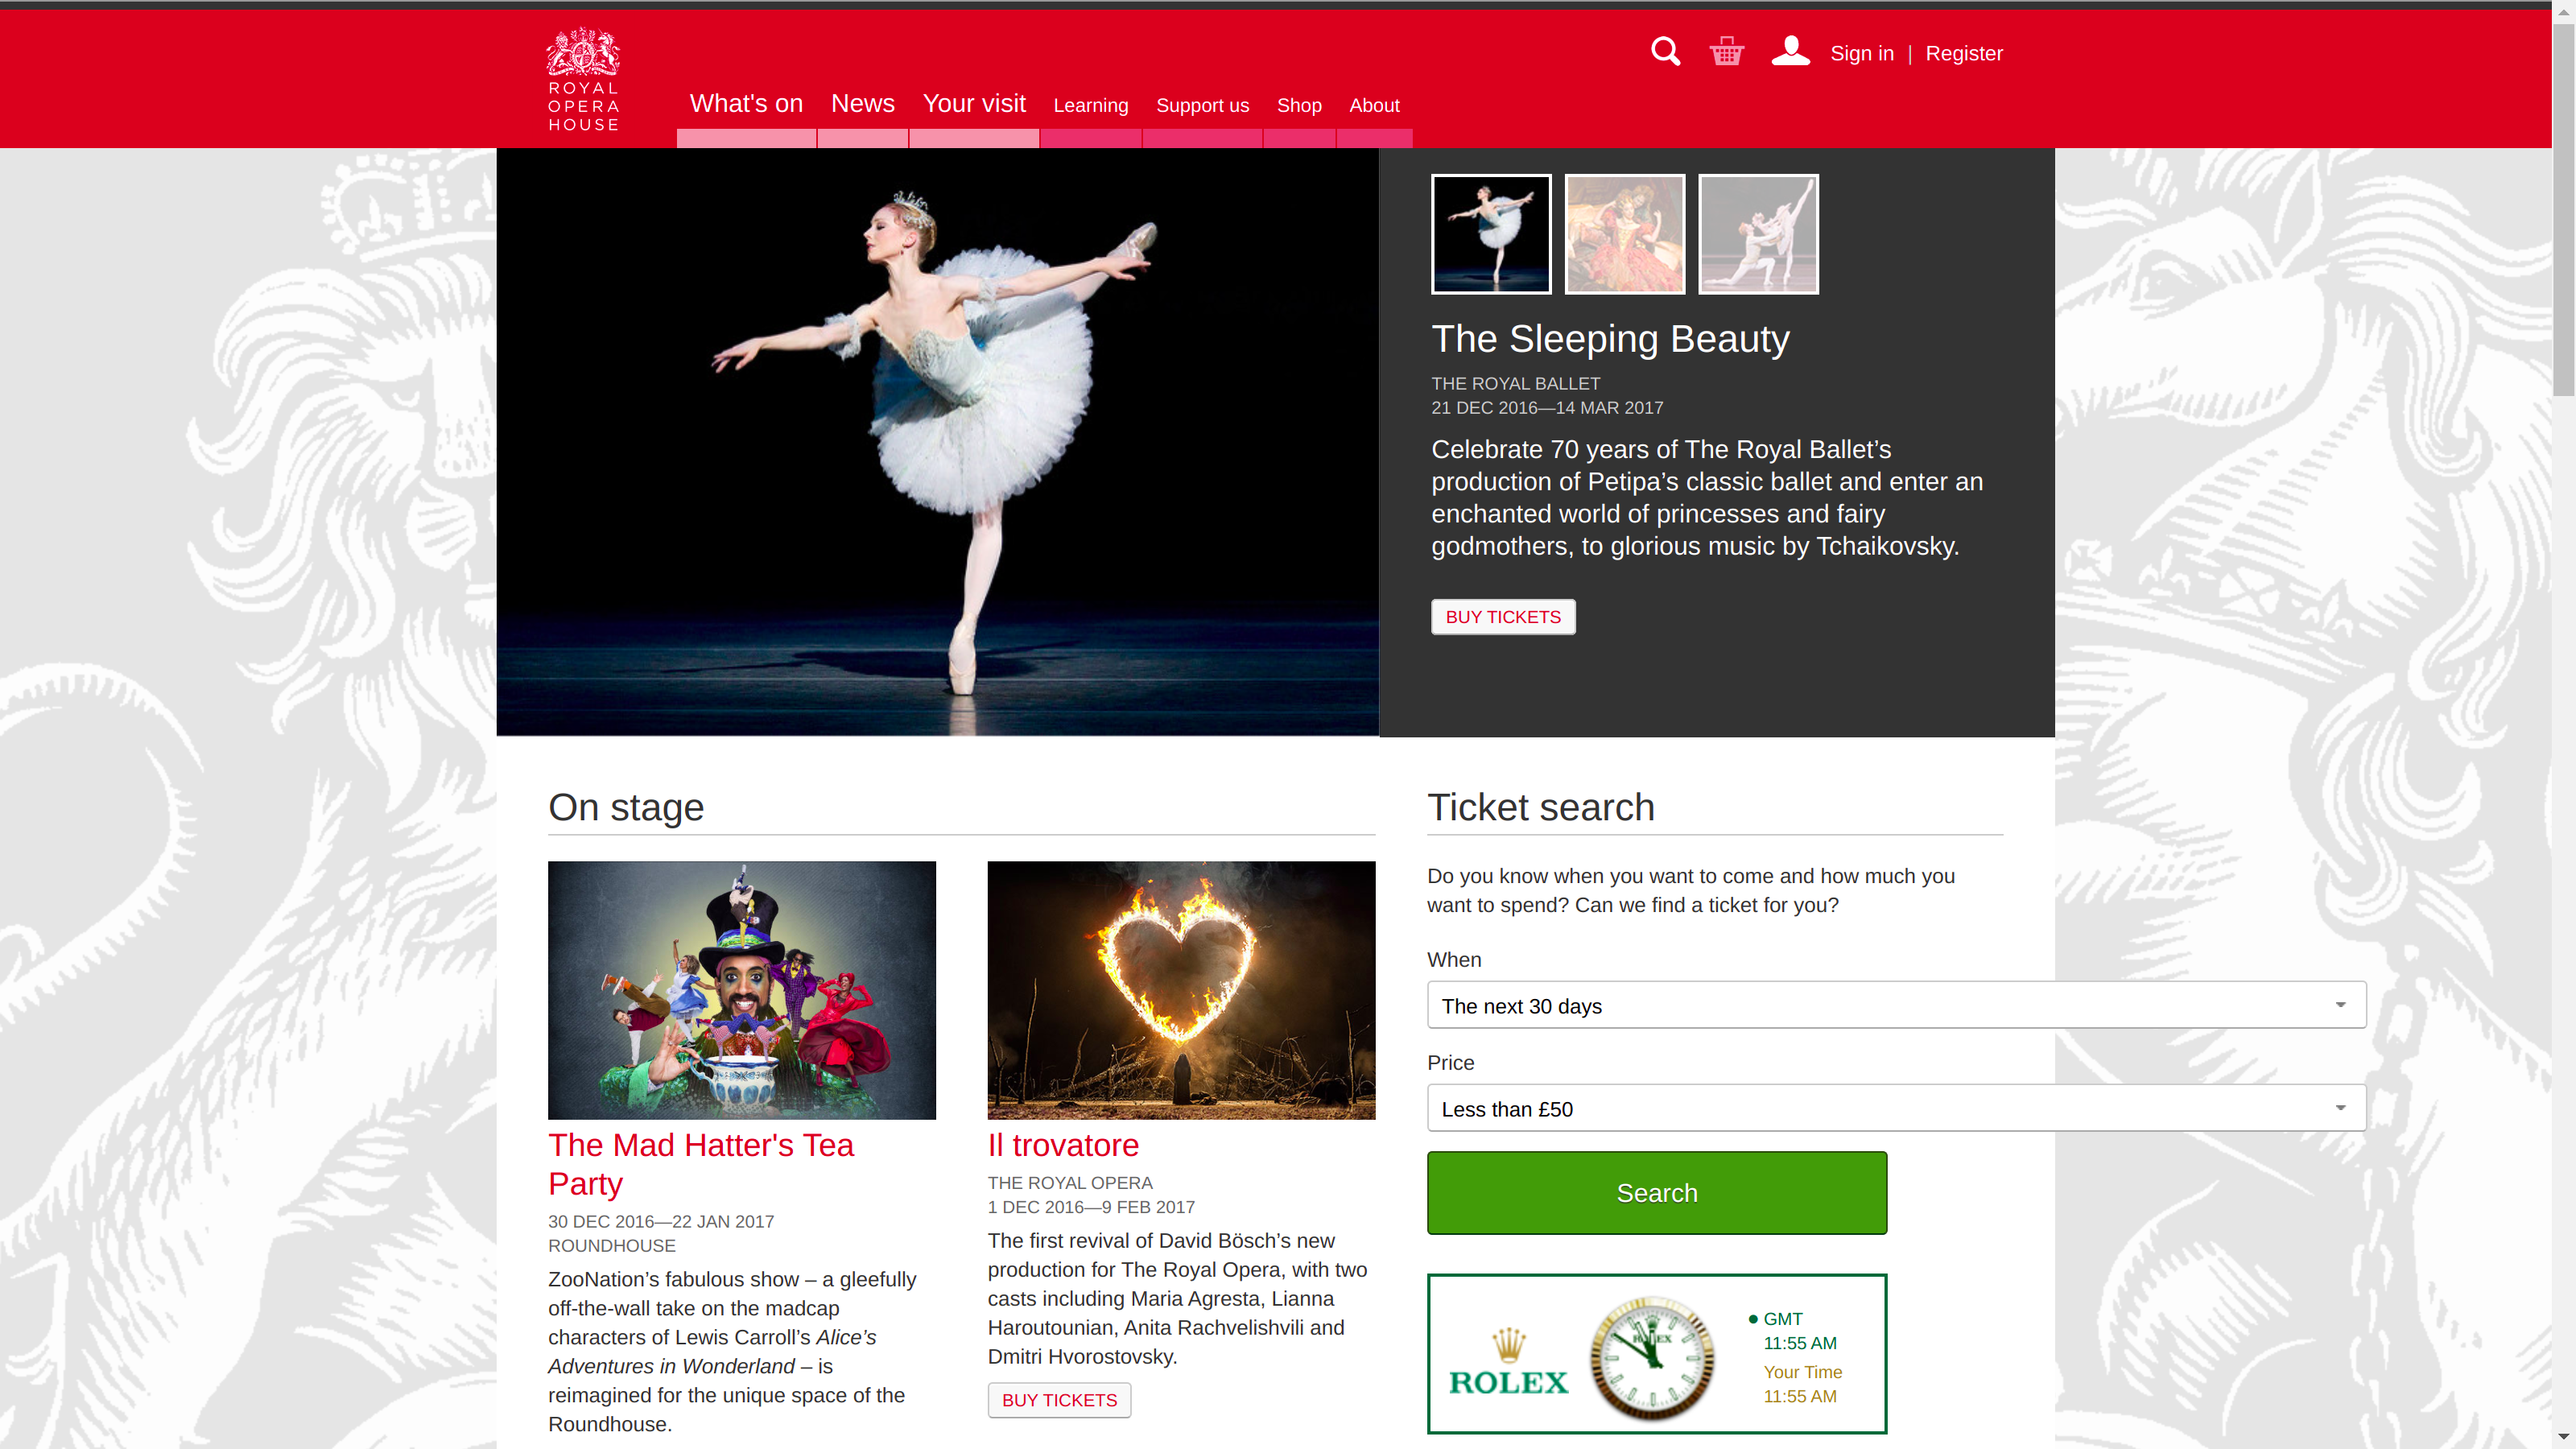 ROYAL
OPERA
HOUSE
Sign in | Register
What's on
News
Your visit
Learning
Support us
Shop
About
The Sleeping Beauty
THE ROYAL BALLET
21 DEC 2016—14 MAR 2017
Celebrate 70 years of The Royal Ballet’s
production of Petipa’s classic ballet and enter an
enchanted world of princesses and fairy
godmothers, to glorious music by Tchaikovsky.
BUY TICKETS
On stage
The Mad Hatter's Tea
Party
30 DEC 2016—22 JAN 2017
ROUNDHOUSE
ZooNation’s fabulous show – a gleefully
off-the-wall take on the madcap
characters of Lewis Carroll’s Alice’s
Adventures in Wonderland – is
reimagined for the unique space of the
Roundhouse.
Il trovatore
THE ROYAL OPERA
1 DEC 2016—9 FEB 2017
The first revival of David Bösch’s new
production for The Royal Opera, with two
casts including Maria Agresta, Lianna
Haroutounian, Anita Rachvelishvili and
Dmitri Hvorostovsky.
BUY TICKETS
Ticket search
Do you know when you want to come and how much you
want to spend? Can we find a ticket for you?
When
The next 30 days
Price
Less than £50
Search
ROLEX
GMT
11:55 AM
Your Time
11:55 AM